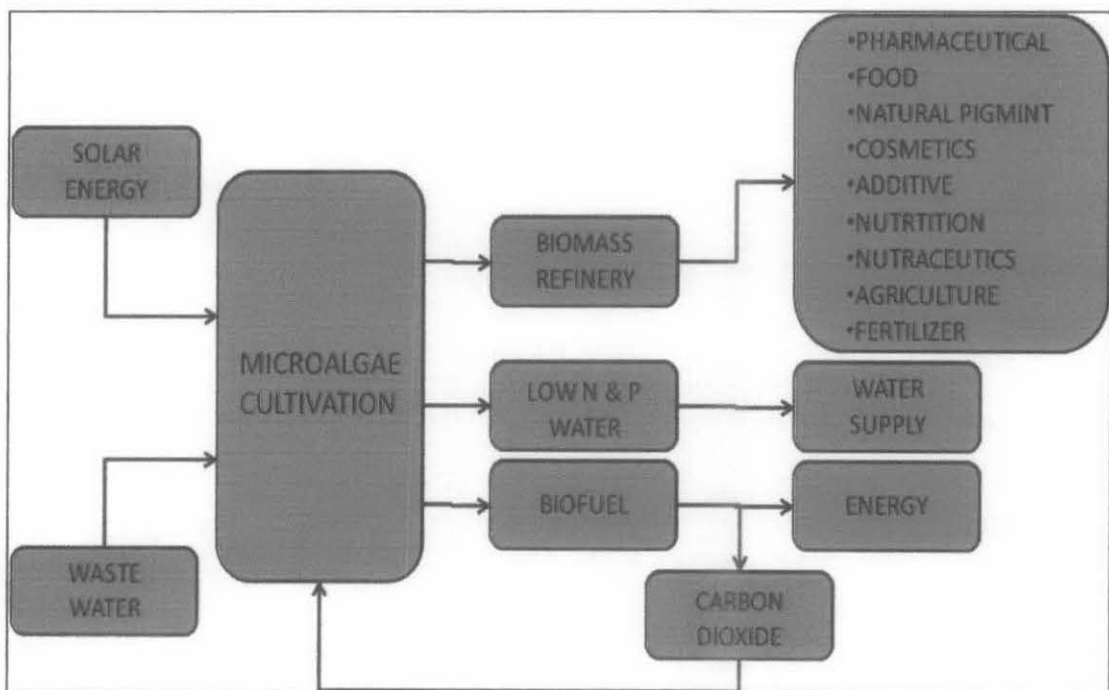 SOLAR
ENERGY
WASTE
WATER
MICROALGAE
CULTIVATION
BIOMASS
REFINERY
LOW N & P
WATER
BIOFUEL
•PHARMACEUTICAL
•FOOD
•NATURAL PIGMINT
•COSMETICS
•ADDITIVE
•NUTRTITION
•NUTRACEUTICS
•AGRICULTURE
•FERTILIZER
WATER
SUPPLY
ENERGY
CARBON
DIOXIDE